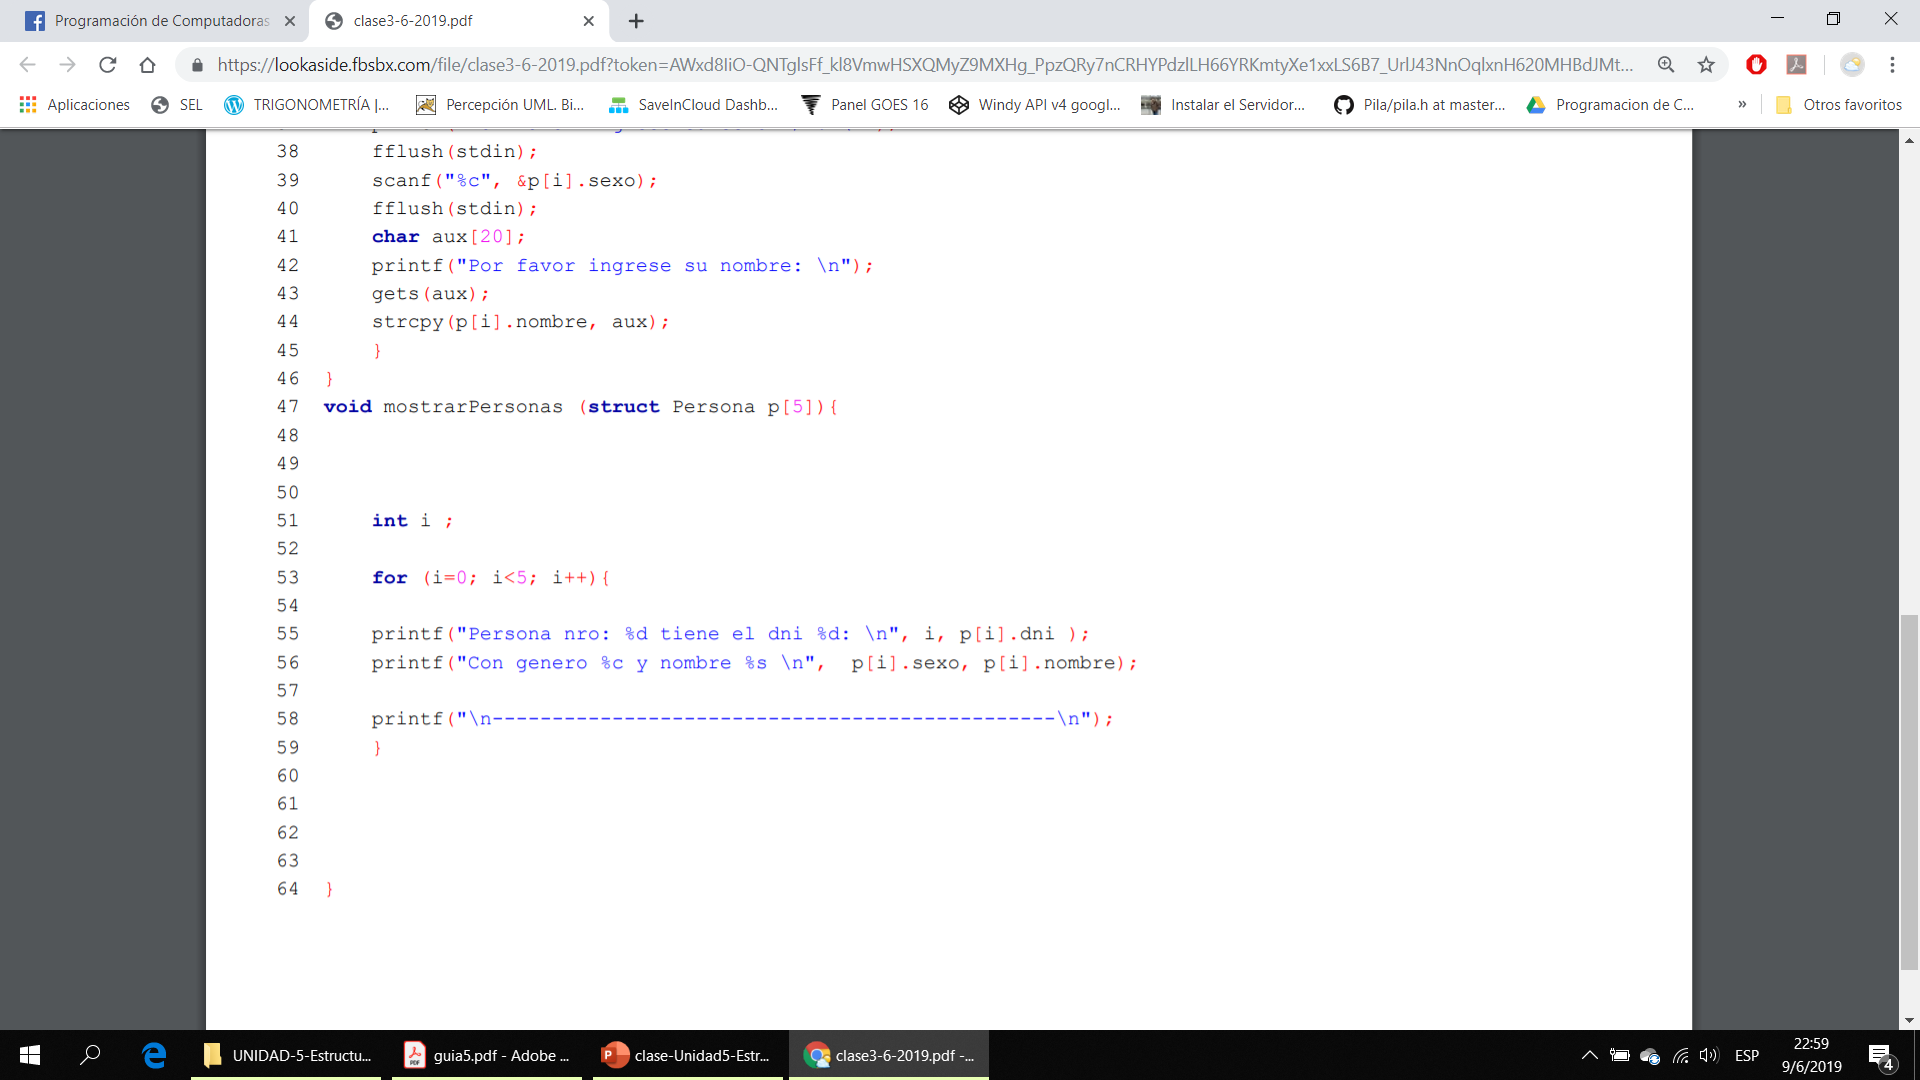 Programación de Computadoras
clase3-6-2019.pdf
https://lookaside.fbsbx.com/file/clase3-6-2019.pdf?token=AWxd8IiO-QNTglsFf_kl8VmwHSXQMyZ9MXHg_PpzQRy7nCRHYPdzlLH66YRKmtyXe1xxLS6B7_UrlJ43NnOqlxnH620MHBdJMt...
Aplicaciones SEL TRIGONOMETRÍA |... Percepción UML. Bi... SaveInCloud Dashb... Panel GOES 16 Windy API v4 googl... Instalar el Servidor... Pila/pila.h at master... Programacion de C... » Otros favoritos
38 fflush(stdin);
39 scanf("%c", &p[i].sexo);
40 fflush(stdin);
41 char aux[20];
42 printf("Por favor ingrese su nombre: \n");
43 gets(aux);
44 strcpy(p[i].nombre, aux);
45 }
46 }
47 void mostrarPersonas (struct Persona p[5]){
48
49
50
51 int i ;
52
53 for (i=0; i<5; i++){
54
55 printf("Persona nro: %d tiene el dni %d: \n", i, p[i].dni );
56 printf("Con genero %c y nombre %s \n",  p[i].sexo, p[i].nombre);
57
58 printf("\n-----------------------------------------------\n");
59 }
60
61
62
63
64 }
UNIDAD-5-Estructu... guia5.pdf - Adobe ... clase-Unidad5-Estr... clase3-6-2019.pdf -... ESP 22:59
9/6/2019 4